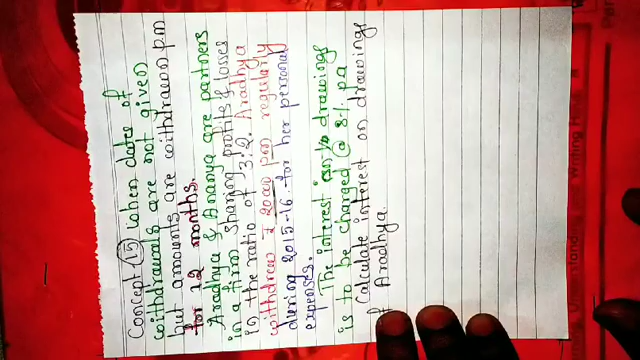 Concept-15 When date of
withdrawals are not given
but amounts are withdrawn pm
for 12 months.
Aradhya & Ananya are partners
in a firm sharing profits & losses
in the ratio of 3:2. Aradhya
withdrew ₹ 2000 pm regularly
during 2015-16 for her personal
expenses.
The interest on drawings
is to be charged @ 8% pa
Calculate interest on drawings
of Aradhya.